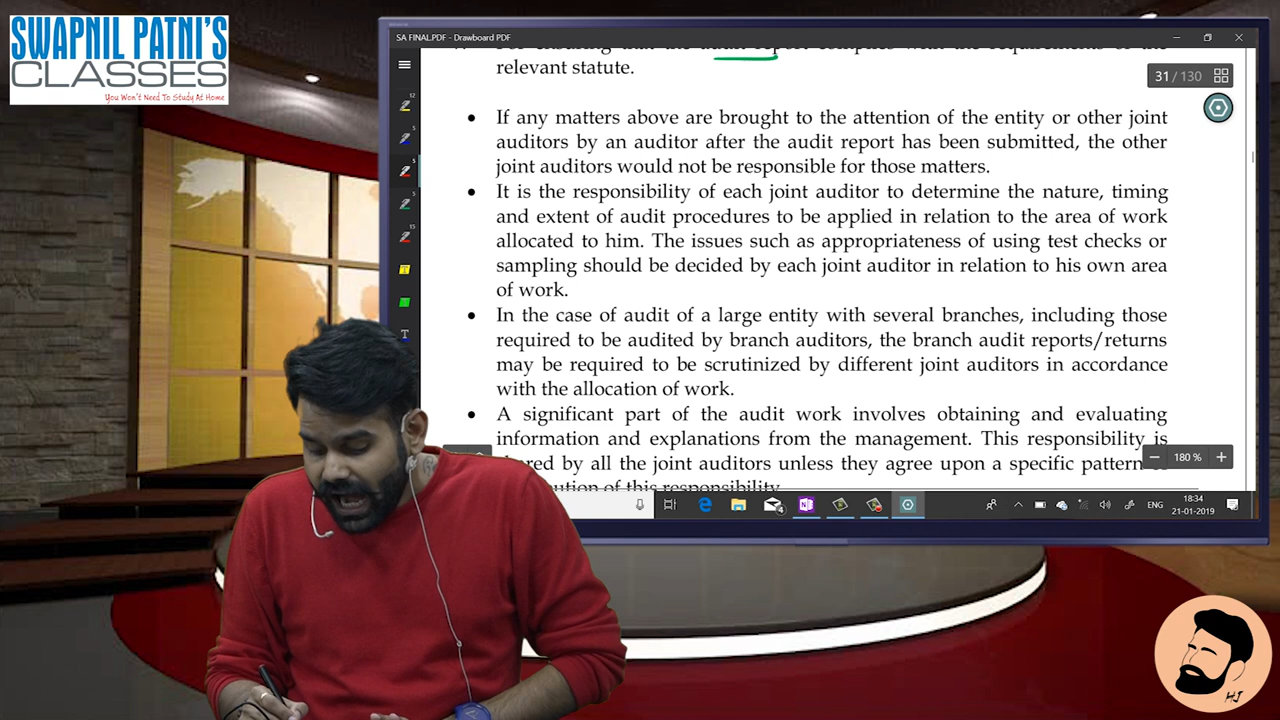 SWAPNIL PATNI'S
CLASSES
You Won't Need To Study At Home
SA FINAL.PDF - Drawboard PDF
relevant statute.
31 / 130
• If any matters above are brought to the attention of the entity or other joint
auditors by an auditor after the audit report has been submitted, the other
joint auditors would not be responsible for those matters.
• It is the responsibility of each joint auditor to determine the nature, timing
and extent of audit procedures to be applied in relation to the area of work
allocated to him. The issues such as appropriateness of using test checks or
sampling should be decided by each joint auditor in relation to his own area
of work.
• In the case of audit of a large entity with several branches, including those
required to be audited by branch auditors, the branch audit reports/returns
may be required to be scrutinized by different joint auditors in accordance
with the allocation of work.
• A significant part of the audit work involves obtaining and evaluating
information and explanations from the management. This responsibility is
by all the joint auditors unless they agree upon a specific pattern
of this responsibility
180 %
ENG
18:34
21-01-2019
HJ